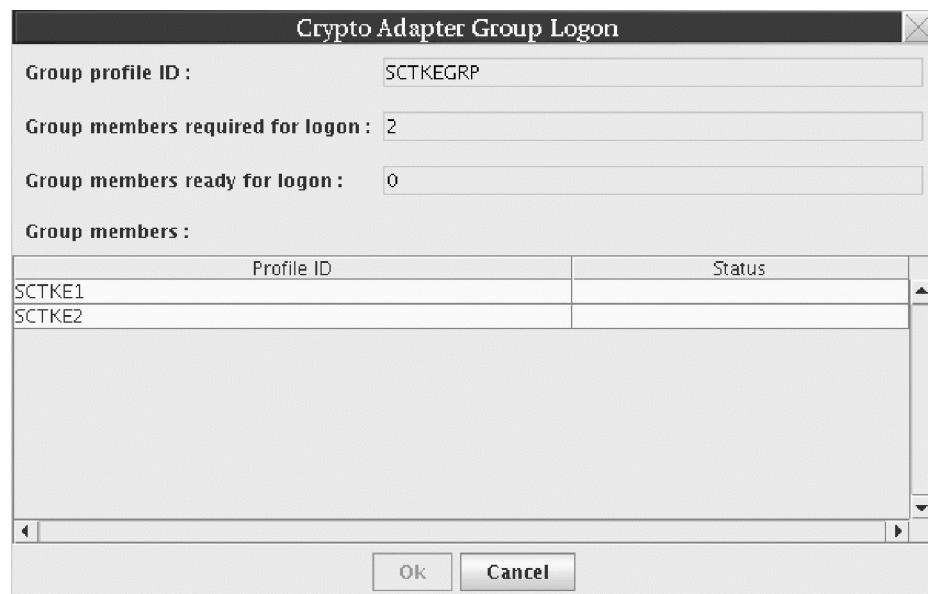 Crypto Adapter Group Logon
Group profile ID : SCTKEGRP
Group members required for logon : 2
Group members ready for logon : 0
Group members :
Profile ID Status
SCTKE1
SCTKE2
Ok Cancel